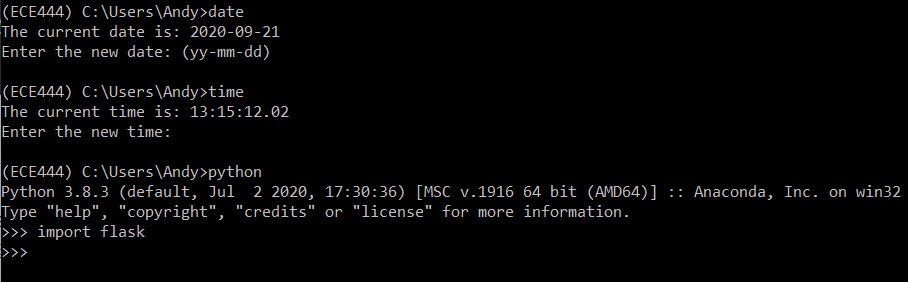 (ECE444) C:\Users\Andy>date
The current date is: 2020-09-21
Enter the new date: (yy-mm-dd)
(ECE444) C:\Users\Andy>time
The current time is: 13:15:12.02
Enter the new time:
(ECE444) C:\Users\Andy>python
Python 3.8.3 (default, Jul  2 2020, 17:30:36) [MSC v.1916 64 bit (AMD64)] :: Anaconda, Inc. on win32
Type "help", "copyright", "credits" or "license" for more information.
>>> import flask
>>>